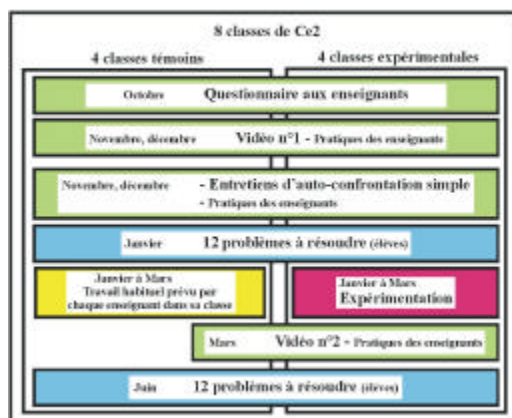 8 classes de Ce2
4 classes témoins
4 classes expérimentales
Octobre Questionnaire aux enseignants
Novembre, décembre Vidéo n°1 - Pratiques des enseignants
Novembre, décembre - Entretiens d'auto-confrontation simple
- Pratiques des enseignants
Janvier 12 problèmes à résoudre (élèves)
Janvier à Mars
Travail habituel prévu par
chaque enseignant dans sa classe
Janvier à Mars
Expérimentation
Mars Vidéo n°2 - Pratiques des enseignants
Juin 12 problèmes à résoudre (élèves)